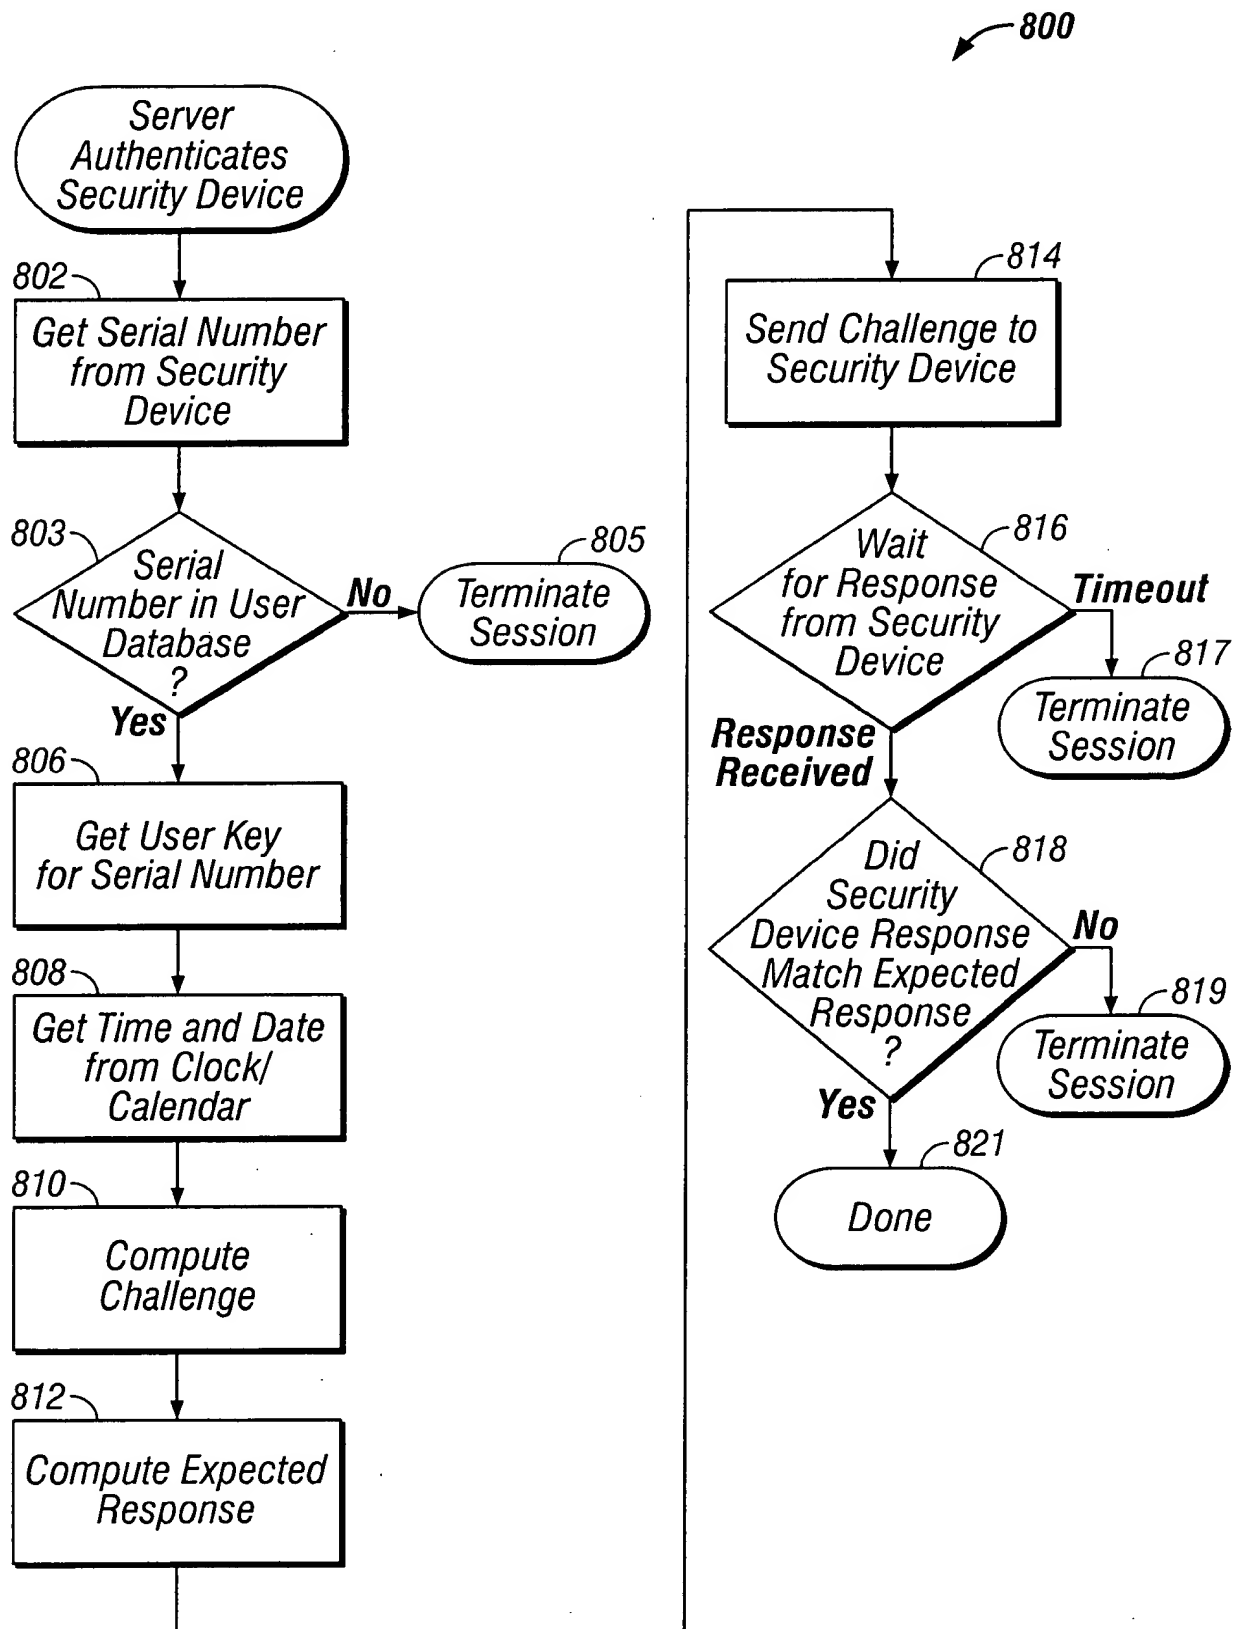 800
Server
Authenticates
Security Device
802
Get Serial Number
from Security
Device
803
Serial
Number in User
Database
?
No
805
Terminate
Session
Yes
806
Get User Key
for Serial Number
808
Get Time and Date
from Clock/
Calendar
810
Compute
Challenge
812
Compute Expected
Response
814
Send Challenge to
Security Device
816
Wait
for Response
from Security
Device
Timeout
817
Terminate
Session
Response
Received
818
Did
Security
Device Response
Match Expected
Response
?
No
819
Terminate
Session
Yes
821
Done